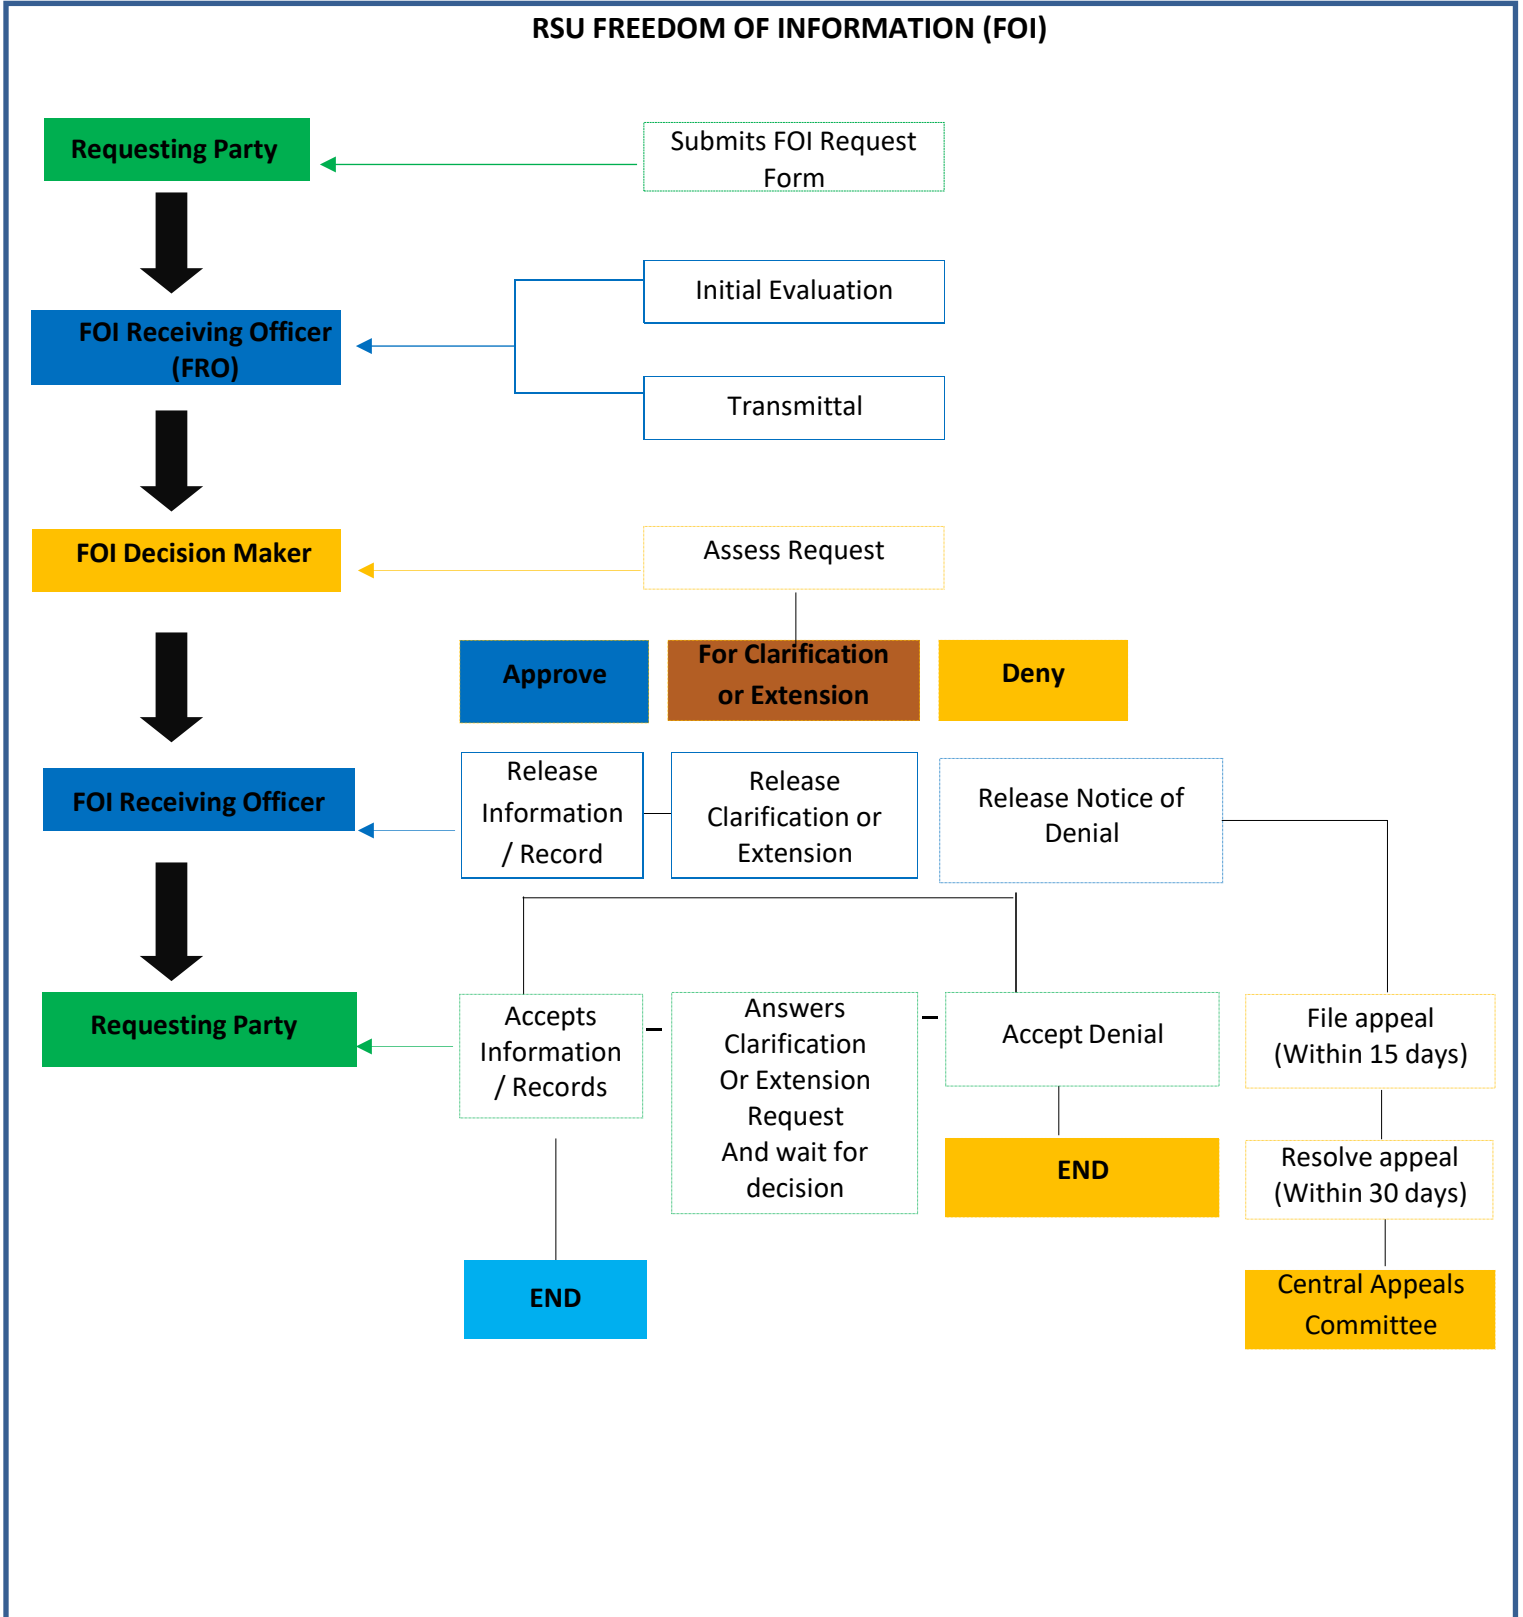 RSU FREEDOM OF INFORMATION (FOI)
Requesting Party
Submits FOI Request
Form
Initial Evaluation
FOI Receiving Officer
(FRO)
Transmittal
FOI Decision Maker
Assess Request
Approve
For Clarification
or Extension
Deny
FOI Receiving Officer
Release
Information
/ Record
Release
Clarification or
Extension
Release Notice of
Denial
Requesting Party
Accepts
Information
/ Records
Answers
Clarification
Or Extension
Request
And wait for
decision
Accept Denial
File appeal
(Within 15 days)
END
Resolve appeal
(Within 30 days)
END
Central Appeals
Committee